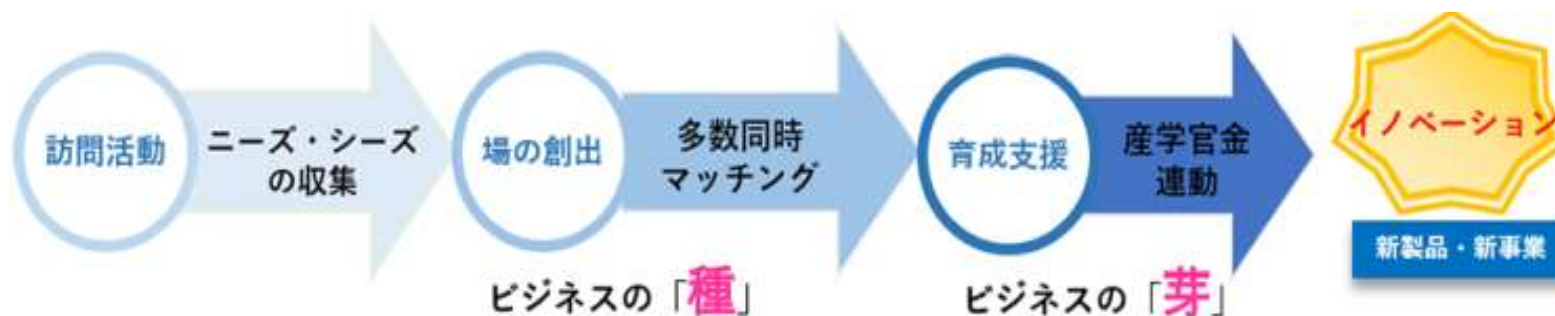 訪問活動
ニーズ・シーズ
の収集
場の創出
多数同時
マッチング
育成支援
産学官金
連動
イノベーション
新製品・新事業
ビジネスの「種」
ビジネスの「芽」